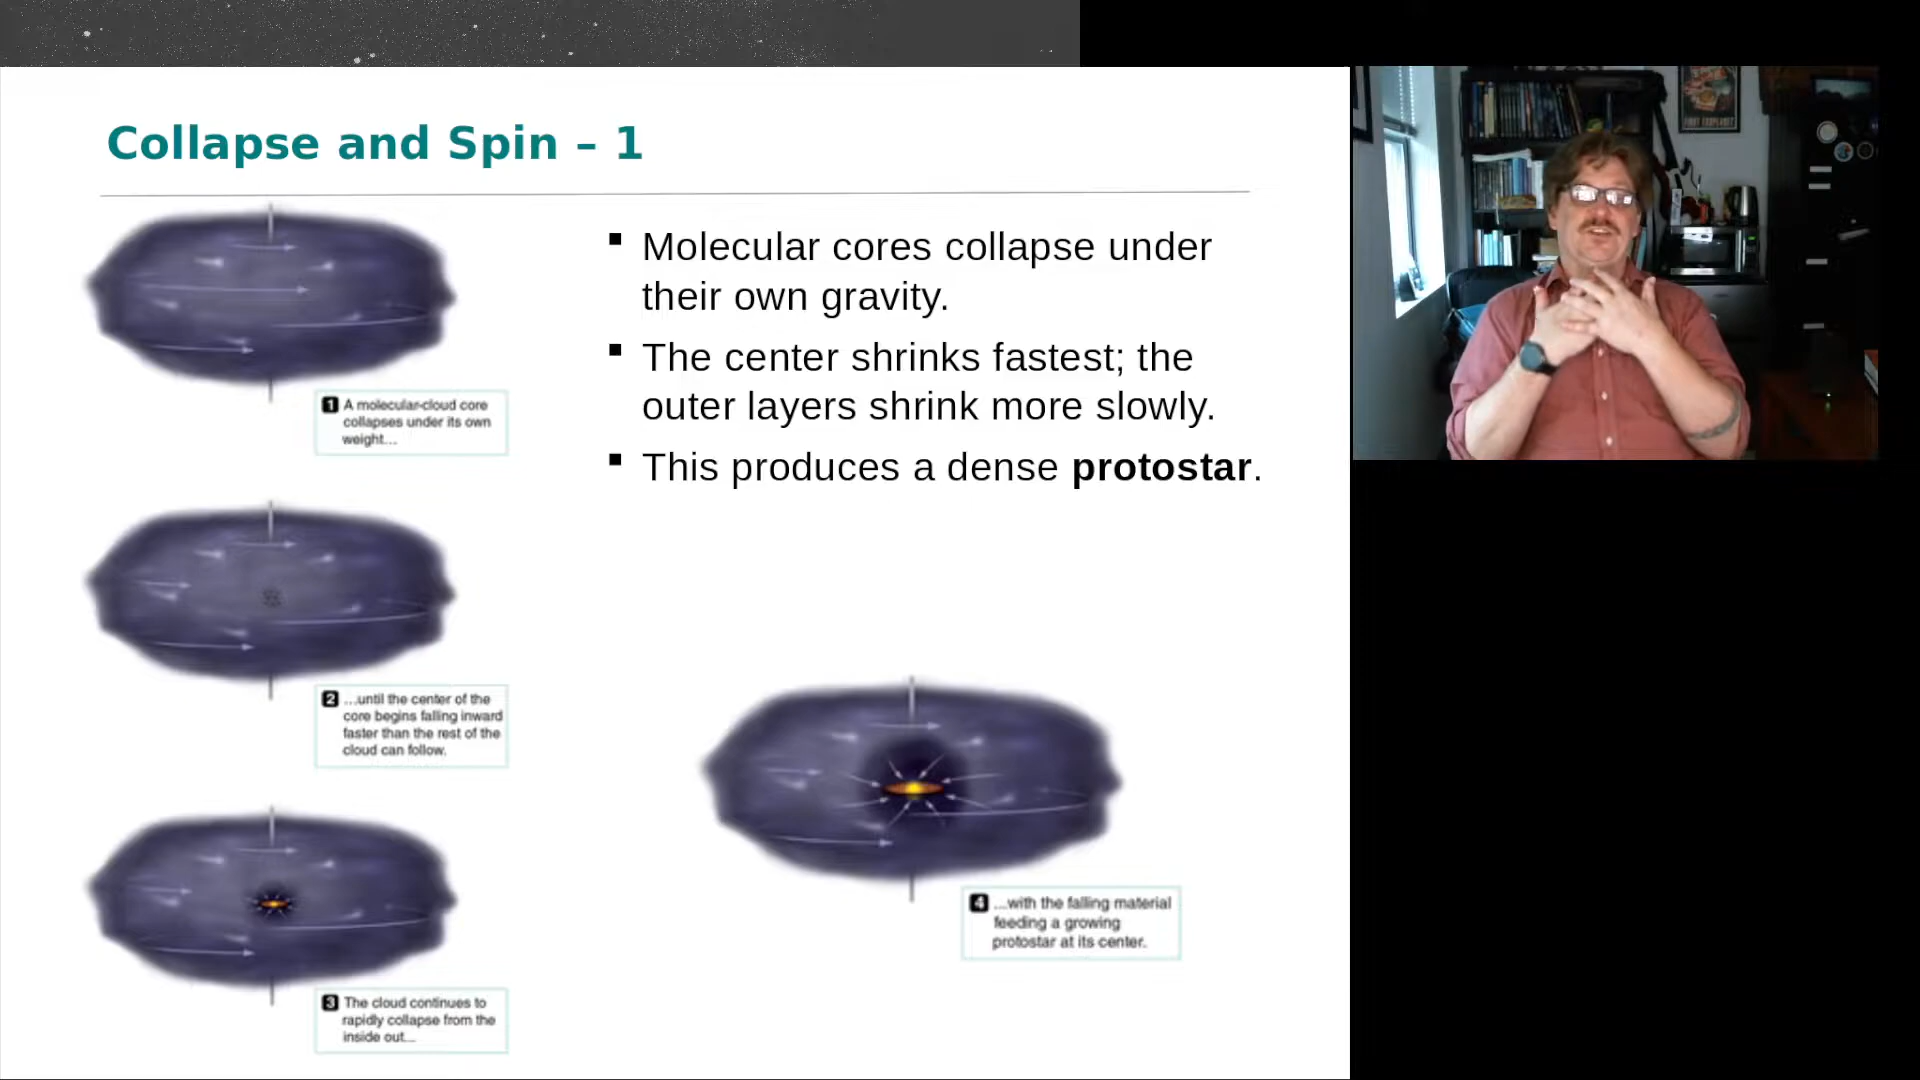 Collapse and Spin – 1
Molecular cores collapse under
their own gravity.
The center shrinks fastest; the
outer layers shrink more slowly.
This produces a dense protostar.
1 A molecular-cloud core
collapses under its own
weight...
2 ...until the center of the
core begins falling inward
faster than the rest of the
cloud can follow.
3 The cloud continues to
rapidly collapse from the
inside out...
4 ...with the falling material
feeding a growing
protostar at its center.